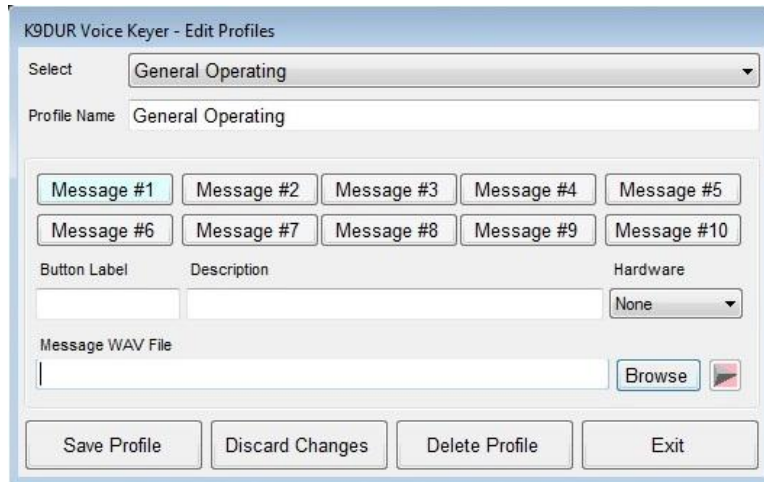 K9DUR Voice Keyer - Edit Profiles
Select General Operating
Profile Name General Operating
Message #1 Message #2 Message #3 Message #4 Message #5
Message #6 Message #7 Message #8 Message #9 Message #10
Button Label Description Hardware
None
Message WAV File
Browse
Save Profile Discard Changes Delete Profile Exit